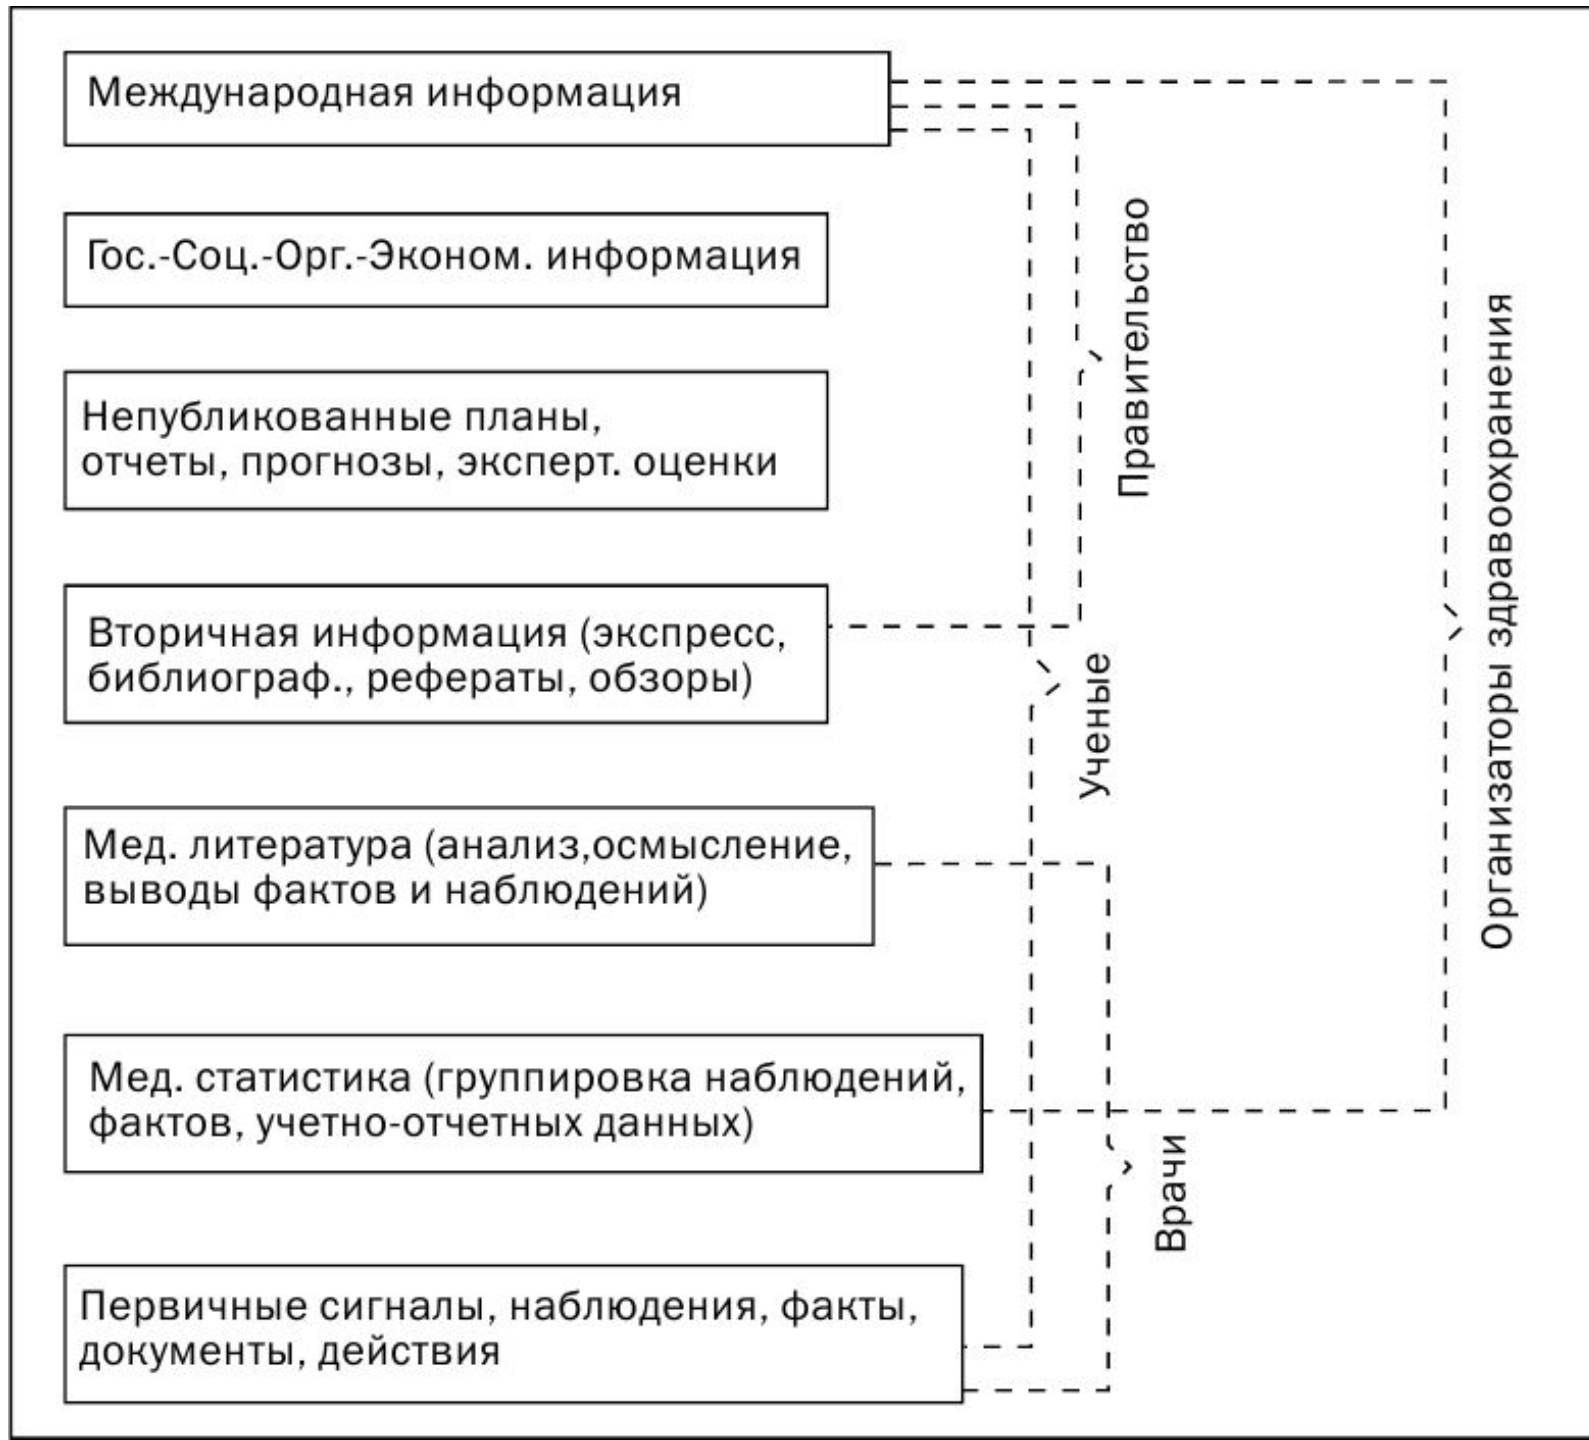 Международная информация
Гос.-Соц.-Орг.-Эконом. информация
Непубликованные планы,
отчеты, прогнозы, эксперт. оценки
Вторичная информация (экспресс,
библиограф., рефераты, обзоры)
Мед. литература (анализ,осмысление,
выводы фактов и наблюдений)
Мед. статистика (группировка наблюдений,
фактов, учетно-отчетных данных)
Первичные сигналы, наблюдения, факты,
документы, действия
Правительство
Ученые
Врачи
Организаторы здравоохранения